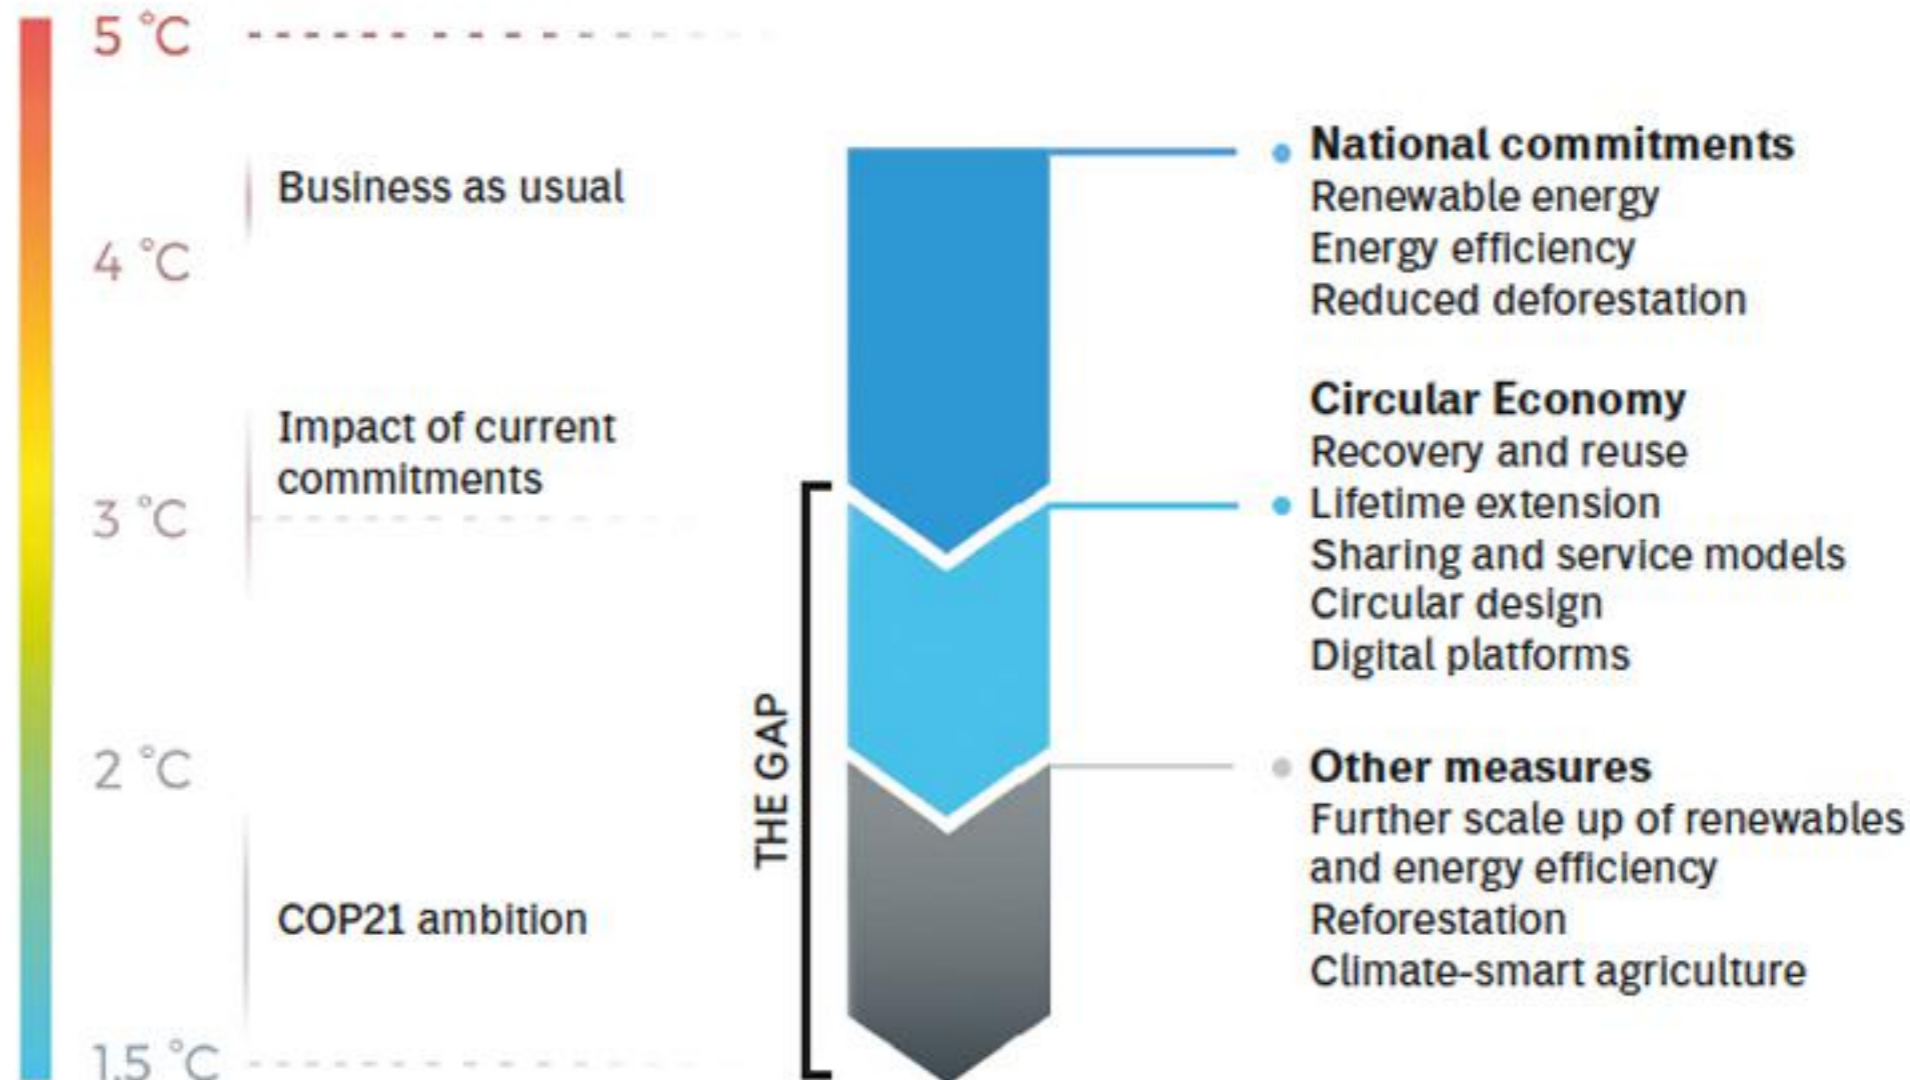 5 °C
Business as usual
4 °C
Impact of current
commitments
3 °C
2 °C
COP21 ambition
1.5 °C
THE GAP
National commitments
Renewable energy
Energy efficiency
Reduced deforestation
Circular Economy
Recovery and reuse
Lifetime extension
Sharing and service models
Circular design
Digital platforms
Other measures
Further scale up of renewables
and energy efficiency
Reforestation
Climate-smart agriculture